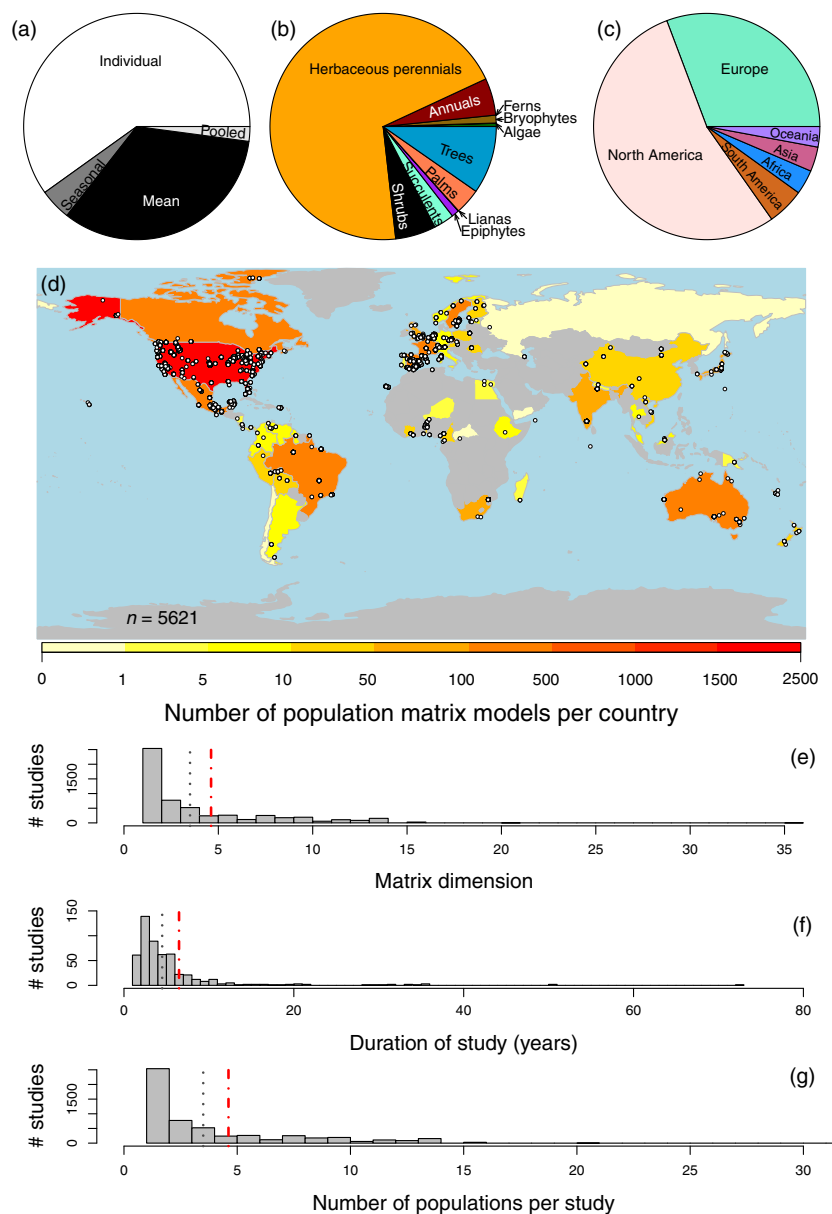 (a)
Individual
Pooled
Seasonal
Mean
(b)
Herbaceous perennials
Annuals
Ferns
Bryophytes
Algae
Trees
Palms
Lianas
Epiphytes
Succulents
Shrubs
(c)
Europe
North America
Oceania
Asia
Africa
South America
(d)
n = 5621
0 1 5 10 50 100 500 1000 1500 2500
Number of population matrix models per country
(e)
# studies
0 1500
0 5 10 15 20 25 30 35
Matrix dimension
(f)
# studies
0 50 150
0 20 40 60 80
Duration of study (years)
(g)
# studies
0 1500
0 5 10 15 20 25 30
Number of populations per study